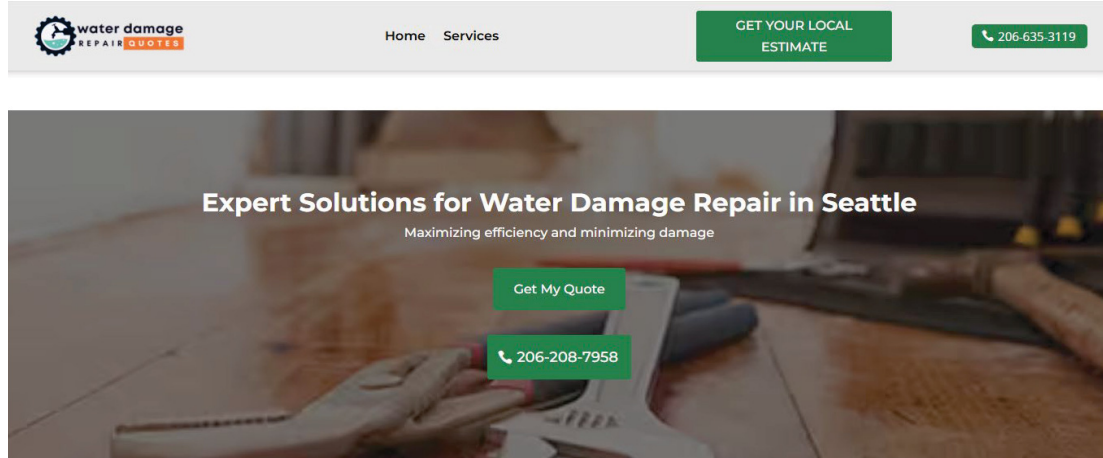 water damage
REPAIR QUOTES
Home Services
GET YOUR LOCAL
ESTIMATE
206-635-3119
Expert Solutions for Water Damage Repair in Seattle
Maximizing efficiency and minimizing damage
Get My Quote
206-208-7958